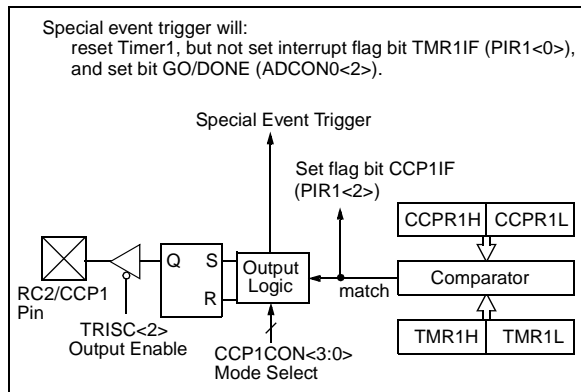 Special event trigger will:
reset Timer1, but not set interrupt flag bit TMR1IF (PIR1<0>),
and set bit GO/DONE (ADCON0<2>).
Special Event Trigger
Set flag bit CCP1IF
(PIR1<2>)
CCPR1H CCPR1L
Q S Output
Logic
R
match
Comparator
RC2/CCP1
Pin
TRISC<2>
Output Enable
CCP1CON<3:0>
Mode Select
TMR1H TMR1L